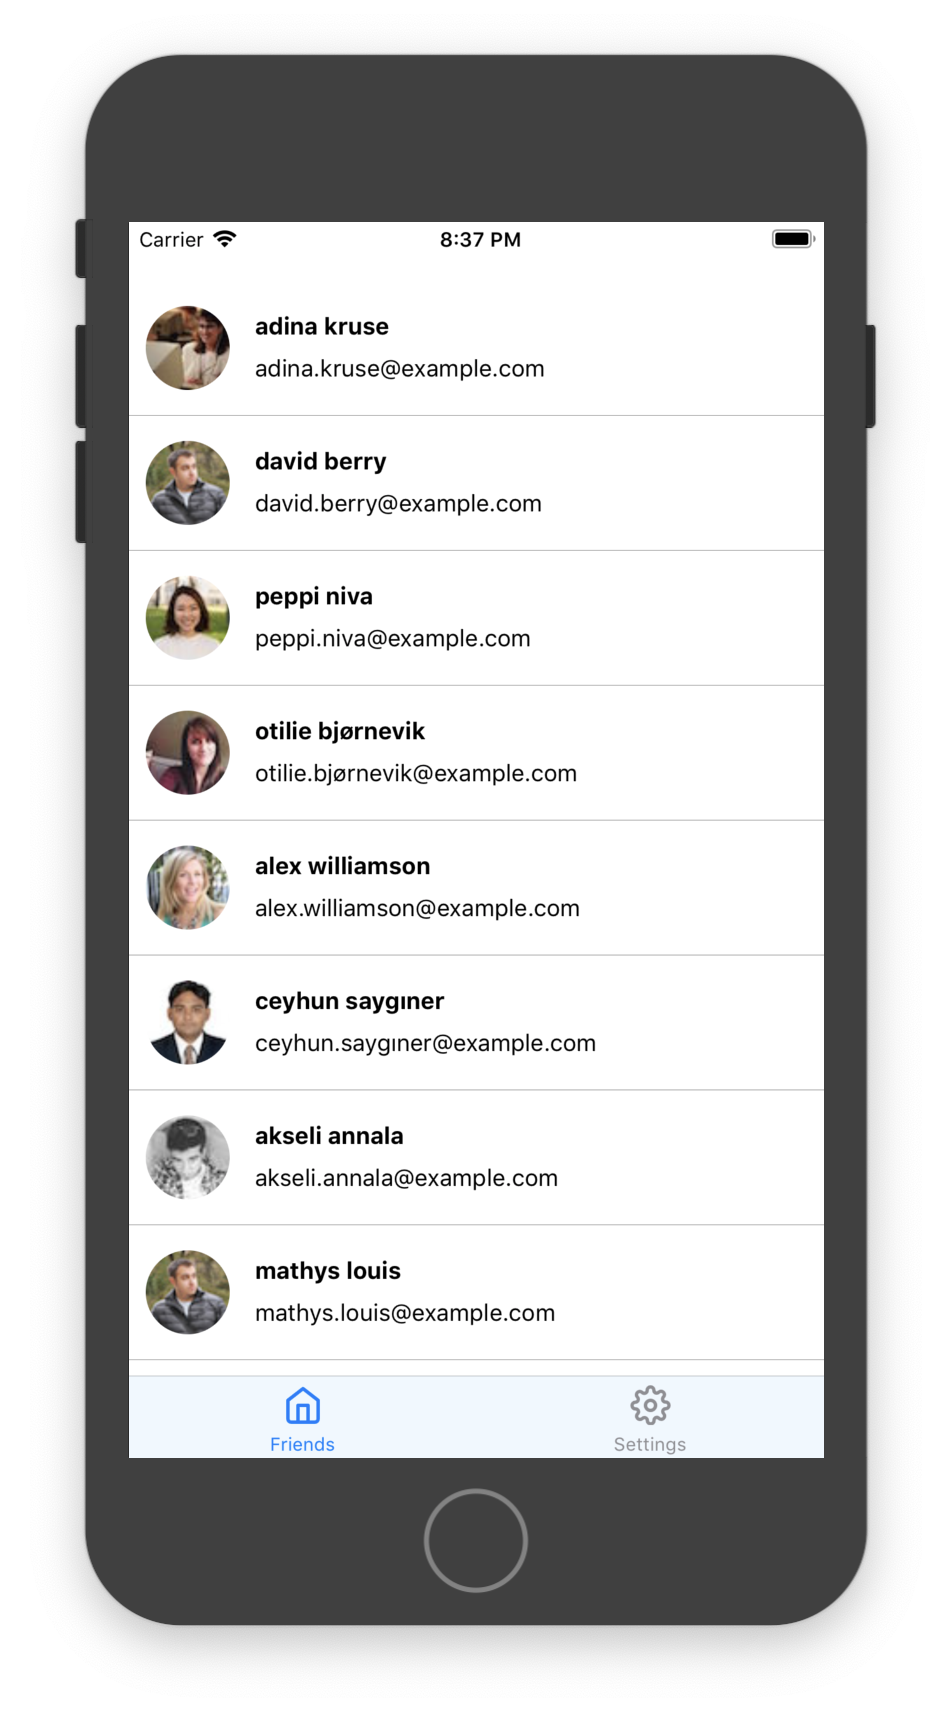 Carrier 8:37 PM
adina kruse
adina.kruse@example.com
david berry
david.berry@example.com
peppi niva
peppi.niva@example.com
otilie bjørnevik
otilie.bjørnevik@example.com
alex williamson
alex.williamson@example.com
ceyhun saygıner
ceyhun.saygıner@example.com
akseli annala
akseli.annala@example.com
mathys louis
mathys.louis@example.com
Friends Settings